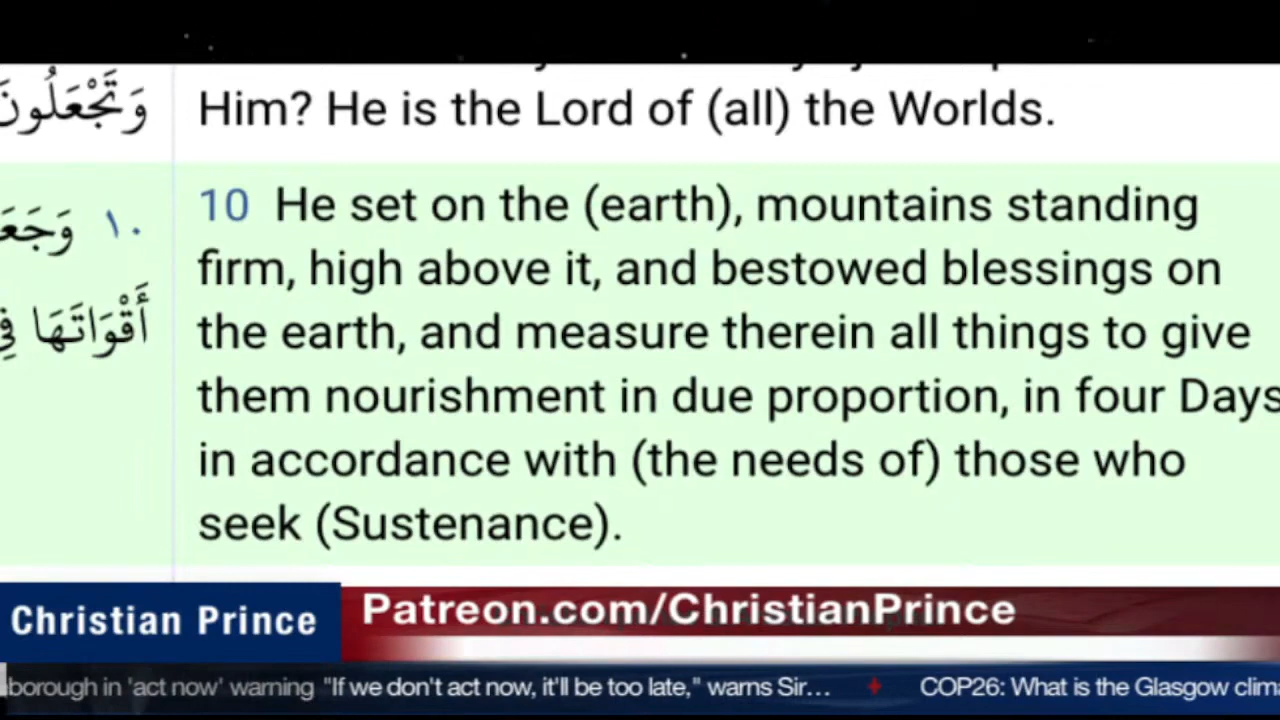 وَتَجْعَلُونَ
Him? He is the Lord of (all) the Worlds.
١٠ وَجَعَ
أَقْوَاتَهَا فِ
10 He set on the (earth), mountains standing
firm, high above it, and bestowed blessings on
the earth, and measure therein all things to give
them nourishment in due proportion, in four Days
in accordance with (the needs of) those who
seek (Sustenance).
Christian Prince
Patreon.com/ChristianPrince
borough in 'act now' warning "If we don't act now, it'll be too late," warns Sir... COP26: What is the Glasgow clima